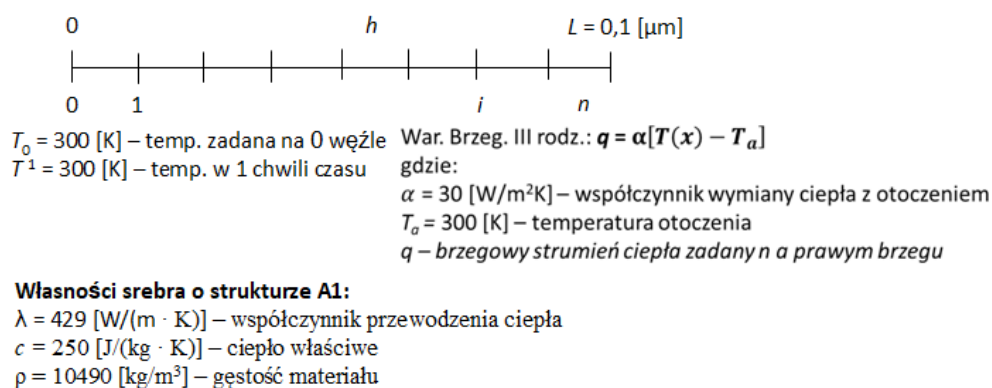 0 h L = 0,1 [µm]
0 1 i n
T₀ = 300 [K] – temp. zadana na 0 węźle
T¹ = 300 [K] – temp. w 1 chwili czasu
War. Brzeg. III rodz.: q = α[T(x) − Tₐ]
gdzie:
α = 30 [W/m²K] – współczynnik wymiany ciepła z otoczeniem
Tₐ = 300 [K] – temperatura otoczenia
q – brzegowy strumień ciepła zadany n a prawym brzegu
Własności srebra o strukturze A1:
λ = 429 [W/(m · K)] – współczynnik przewodzenia ciepła
c = 250 [J/(kg · K)] – ciepło właściwe
ρ = 10490 [kg/m³] – gęstość materiału